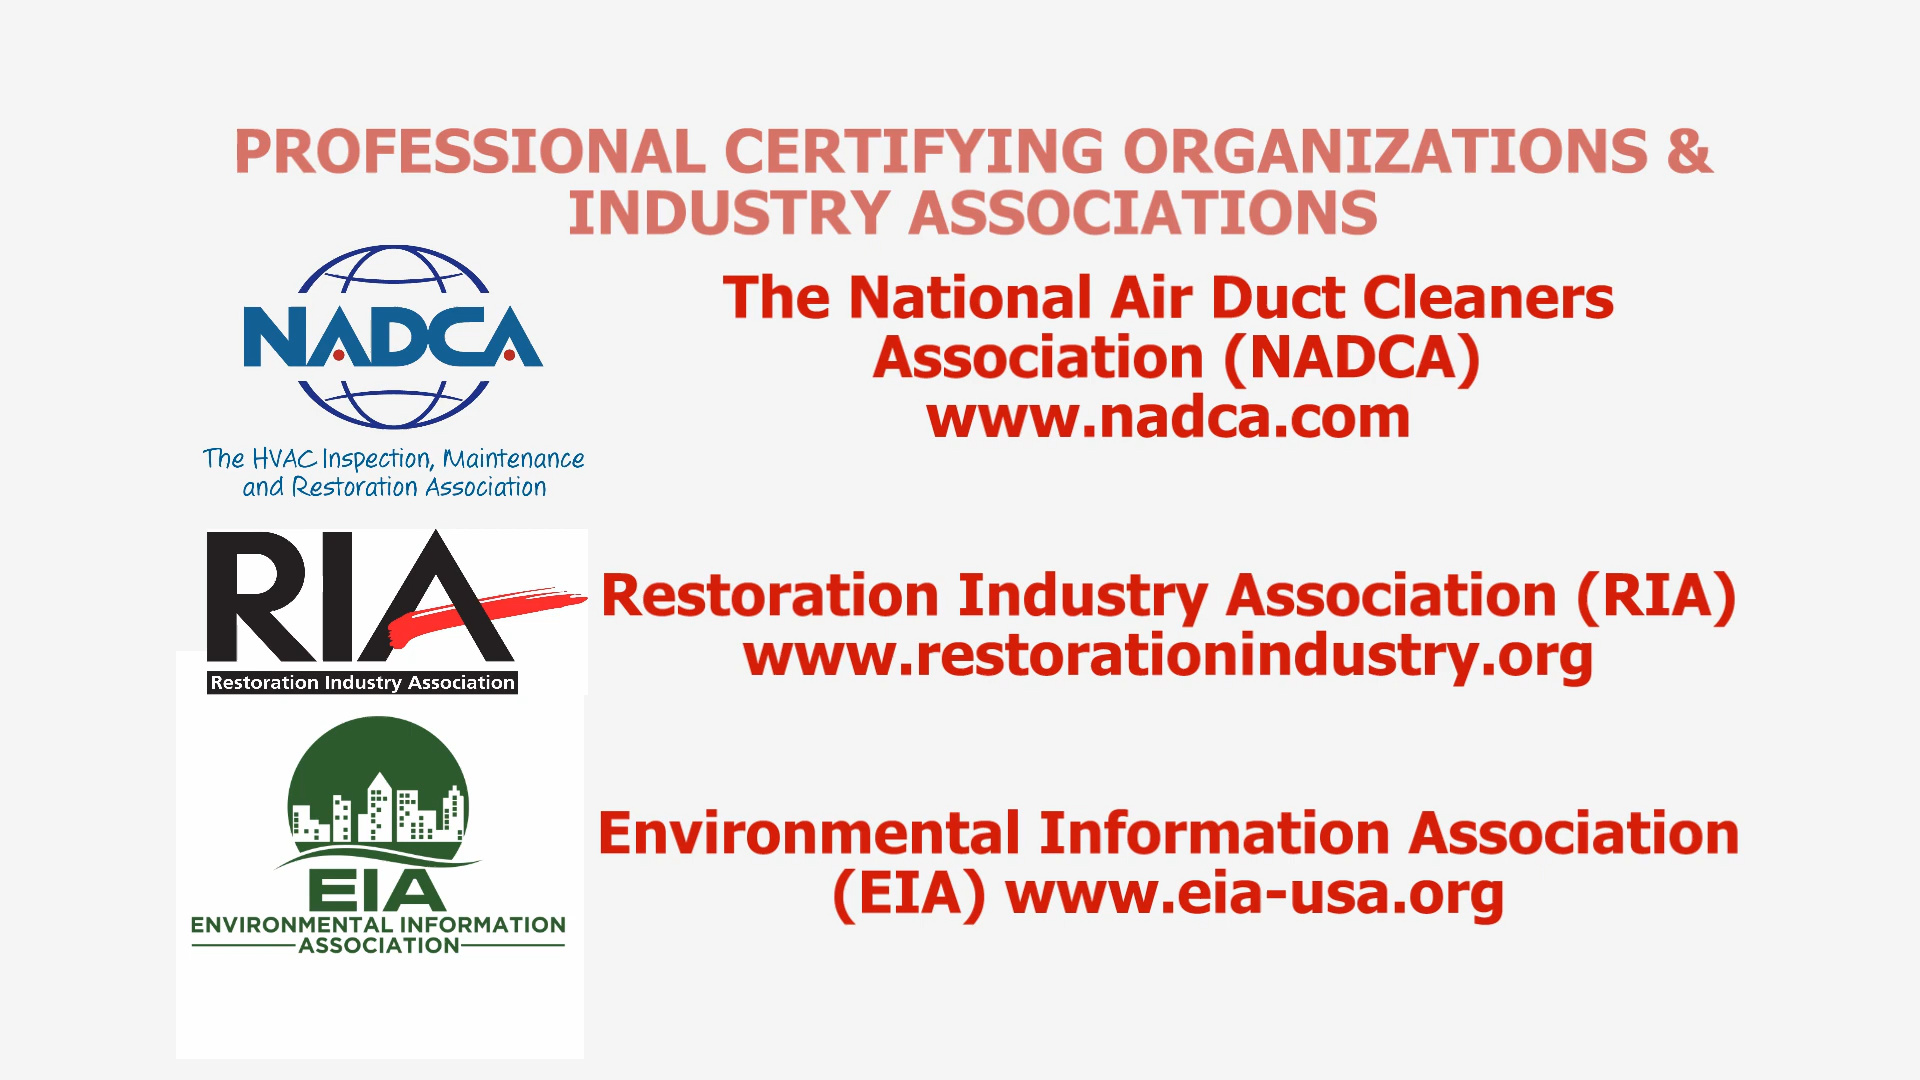 PROFESSIONAL CERTIFYING ORGANIZATIONS &
INDUSTRY ASSOCIATIONS
NADCA
The HVAC Inspection, Maintenance
and Restoration Association
The National Air Duct Cleaners
Association (NADCA)
www.nadca.com
RIA
Restoration Industry Association
Restoration Industry Association (RIA)
www.restorationindustry.org
EIA
ENVIRONMENTAL INFORMATION
ASSOCIATION
Environmental Information Association
(EIA) www.eia-usa.org